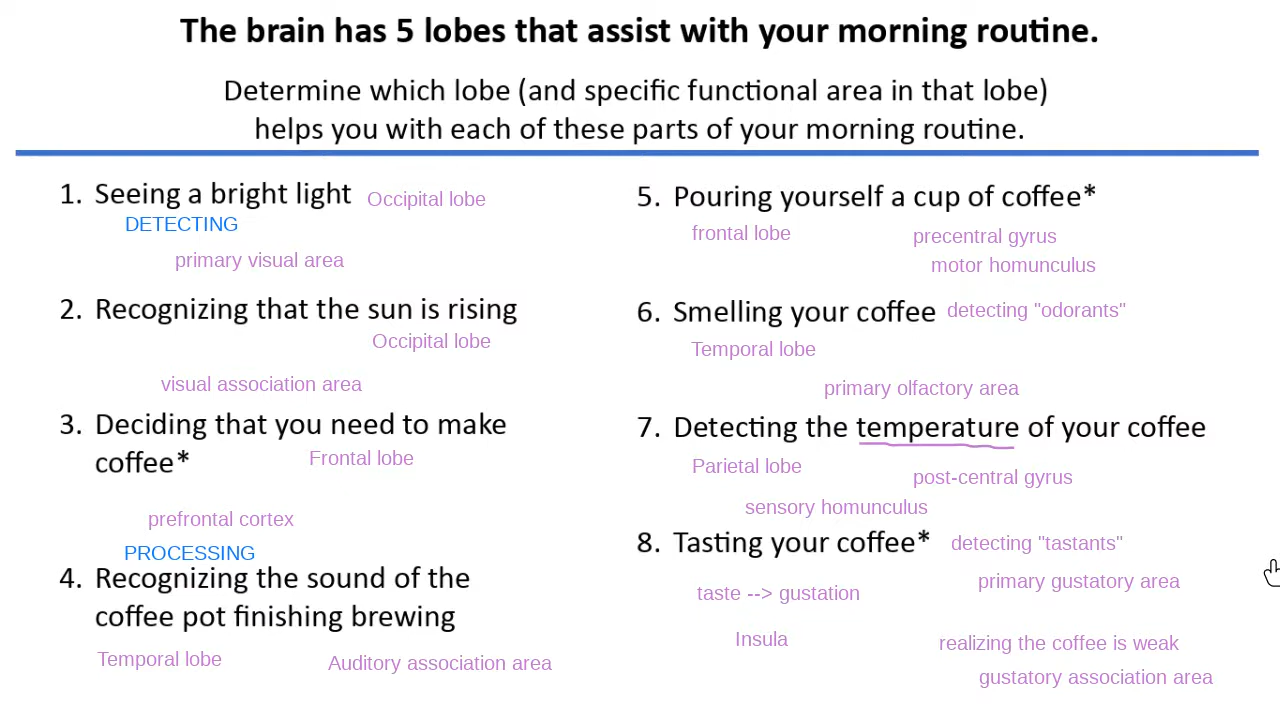 The brain has 5 lobes that assist with your morning routine.
Determine which lobe (and specific functional area in that lobe)
helps you with each of these parts of your morning routine.
1. Seeing a bright light Occipital lobe
DETECTING
primary visual area
2. Recognizing that the sun is rising
Occipital lobe
visual association area
3. Deciding that you need to make
coffee* Frontal lobe
prefrontal cortex
PROCESSING
4. Recognizing the sound of the
coffee pot finishing brewing
Temporal lobe Auditory association area
5. Pouring yourself a cup of coffee*
frontal lobe precentral gyrus
motor homunculus
6. Smelling your coffee detecting "odorants"
Temporal lobe
primary olfactory area
7. Detecting the temperature of your coffee
Parietal lobe post-central gyrus
sensory homunculus
8. Tasting your coffee* detecting "tastants"
primary gustatory area
taste --> gustation
Insula realizing the coffee is weak
gustatory association area